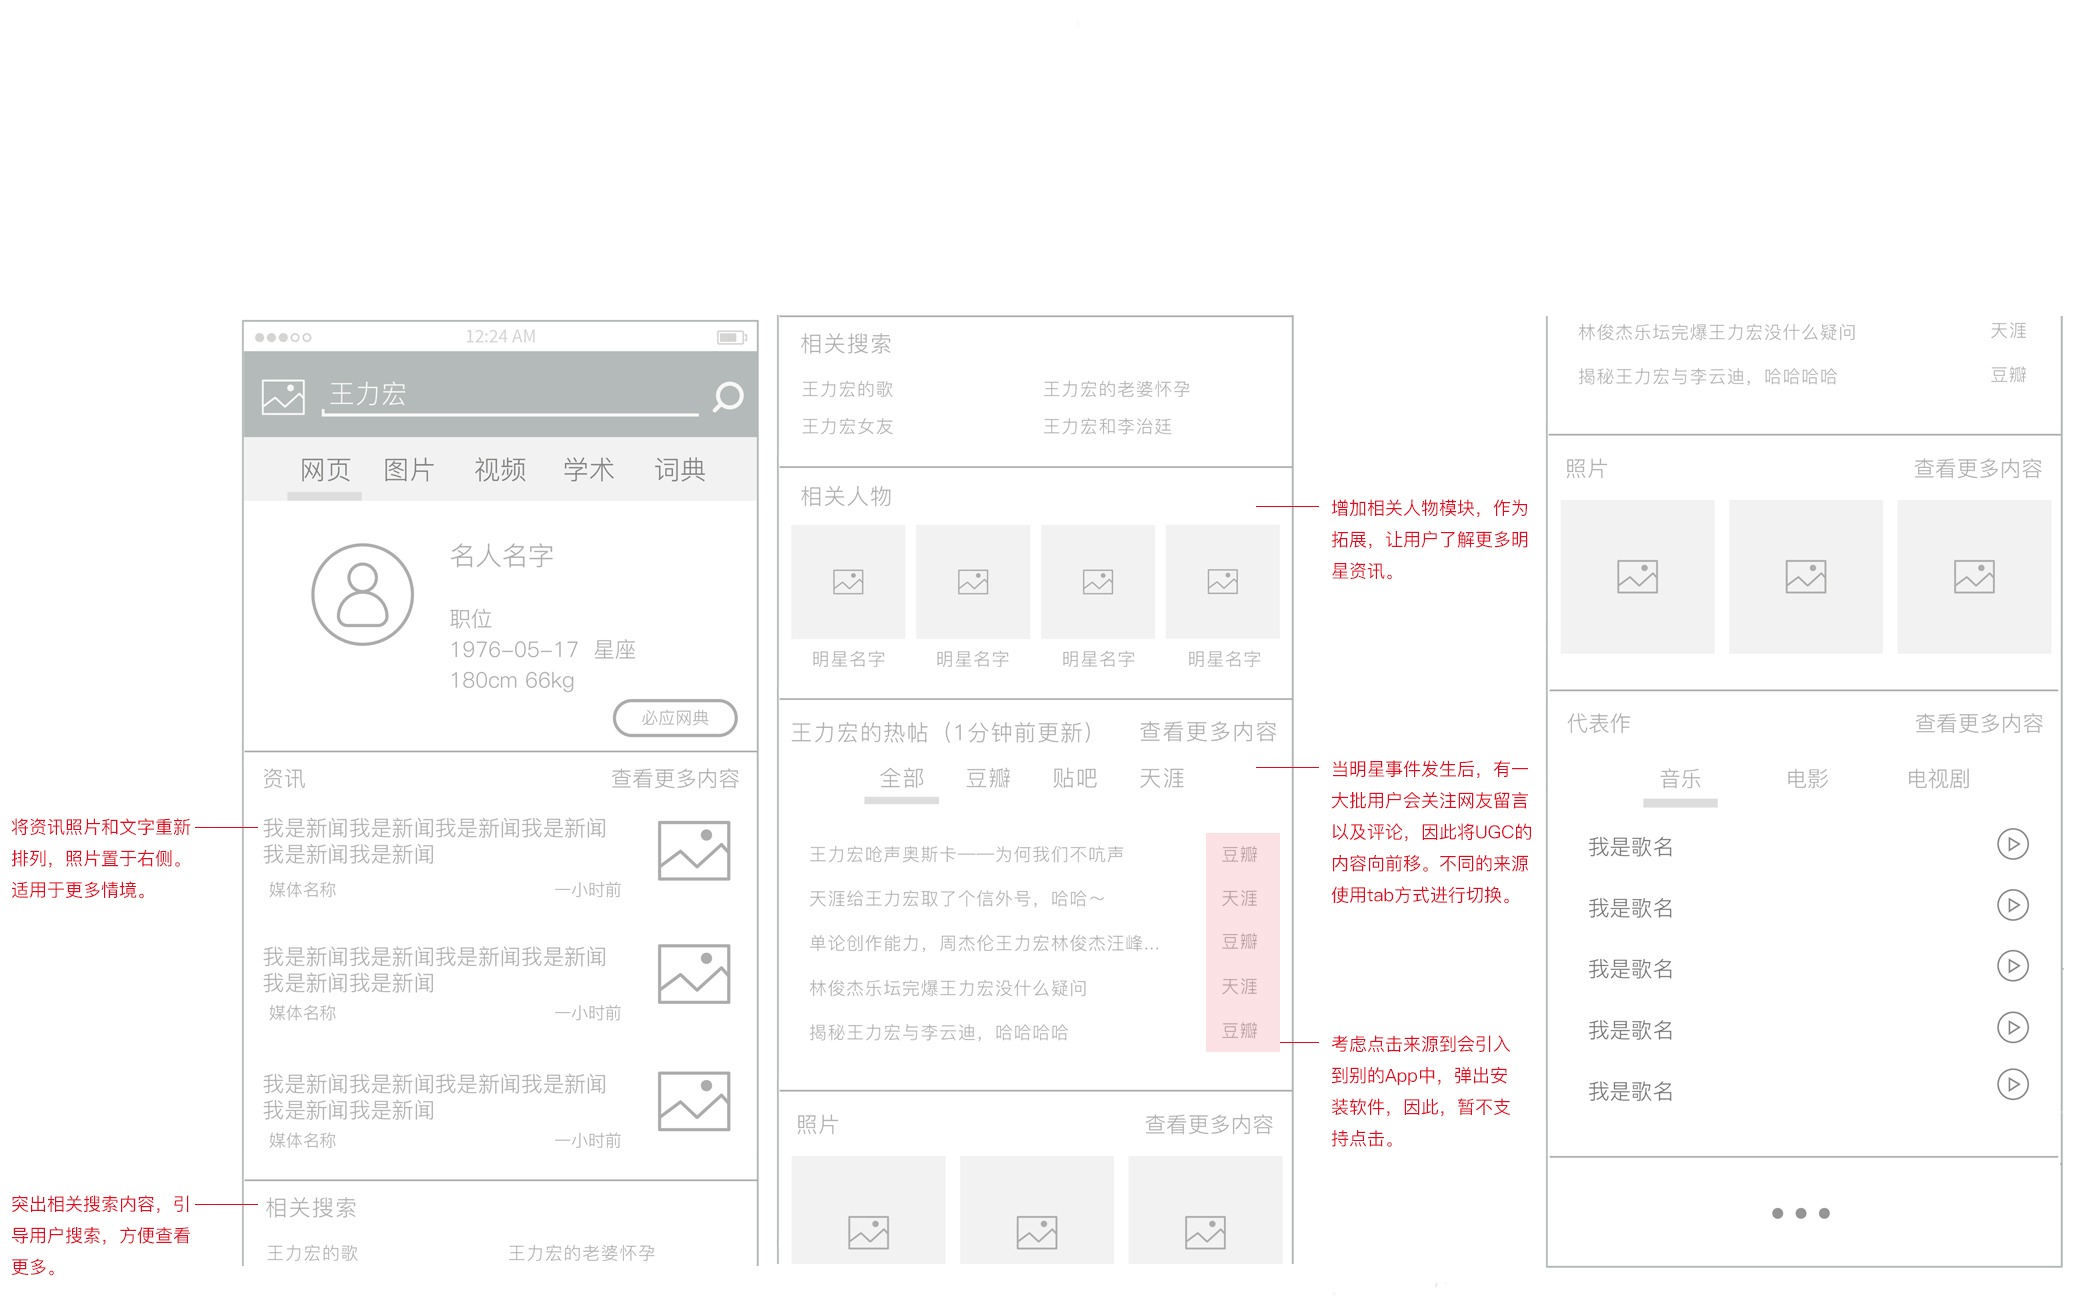 12:24 AM
王力宏
网页 图片 视频 学术 词典
名人名字
职位
1976-05-17 星座
180cm 66kg
必应网典
资讯 查看更多内容
我是新闻我是新闻我是新闻我是新闻
我是新闻我是新闻
媒体名称 一小时前
我是新闻我是新闻我是新闻我是新闻
我是新闻我是新闻
媒体名称 一小时前
我是新闻我是新闻我是新闻我是新闻
我是新闻我是新闻
媒体名称 一小时前
相关搜索
王力宏的歌 王力宏的老婆怀孕
将资讯照片和文字重新
排列，照片置于右侧。
适用于更多情境。
突出相关搜索内容，引
导用户搜索，方便查看
更多。
相关搜索
王力宏的歌 王力宏的老婆怀孕
王力宏女友 王力宏和李治廷
相关人物
明星名字 明星名字 明星名字 明星名字
王力宏的热帖（1分钟前更新） 查看更多内容
全部 豆瓣 贴吧 天涯
王力宏呛声奥斯卡——为何我们不吭声 豆瓣
天涯给王力宏取了个信外号，哈哈～ 天涯
单论创作能力，周杰伦王力宏林俊杰汪峰... 豆瓣
林俊杰乐坛完爆王力宏没什么疑问 天涯
揭秘王力宏与李云迪，哈哈哈哈 豆瓣
照片 查看更多内容
增加相关人物模块，作为
拓展，让用户了解更多明
星资讯。
当明星事件发生后，有一
大批用户会关注网友留言
以及评论，因此将UGC的
内容向前移。不同的来源
使用tab方式进行切换。
考虑点击来源到会引入
到别的App中，弹出安
装软件，因此，暂不支
持点击。
林俊杰乐坛完爆王力宏没什么疑问 天涯
揭秘王力宏与李云迪，哈哈哈哈 豆瓣
照片 查看更多内容
代表作 查看更多内容
音乐 电影 电视剧
我是歌名
我是歌名
我是歌名
我是歌名
我是歌名